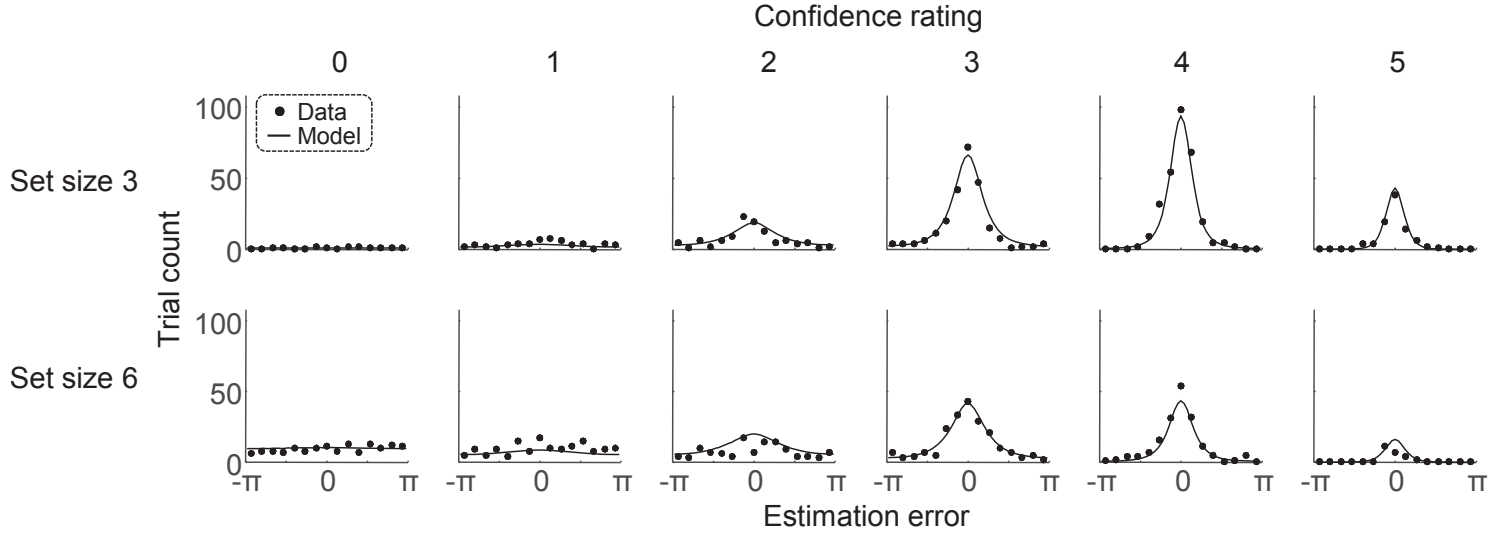 Confidence rating
0 1 2 3 4 5
Data
Model
Set size 3
100
50
0
Trial count
Set size 6
100
50
0
-π 0 π -π 0 π -π 0 π -π 0 π -π 0 π -π 0 π
Estimation error